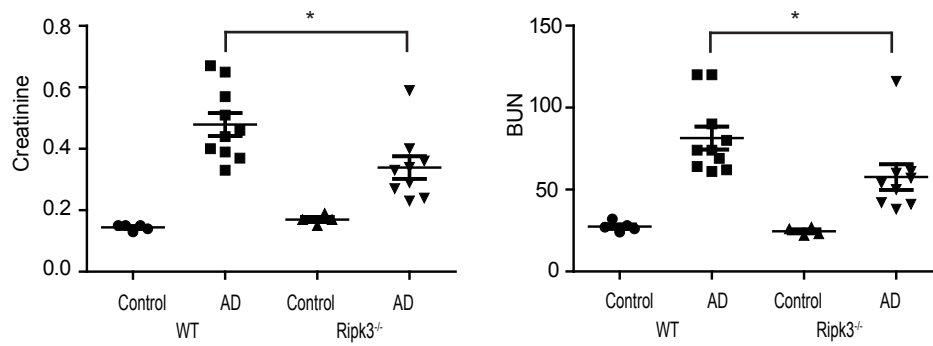 *
0.8
0.6
0.4
0.2
0.0
Creatinine
Control AD Control AD
WT Ripk3-/-
*
150
100
50
0
BUN
Control AD Control AD
WT Ripk3-/-